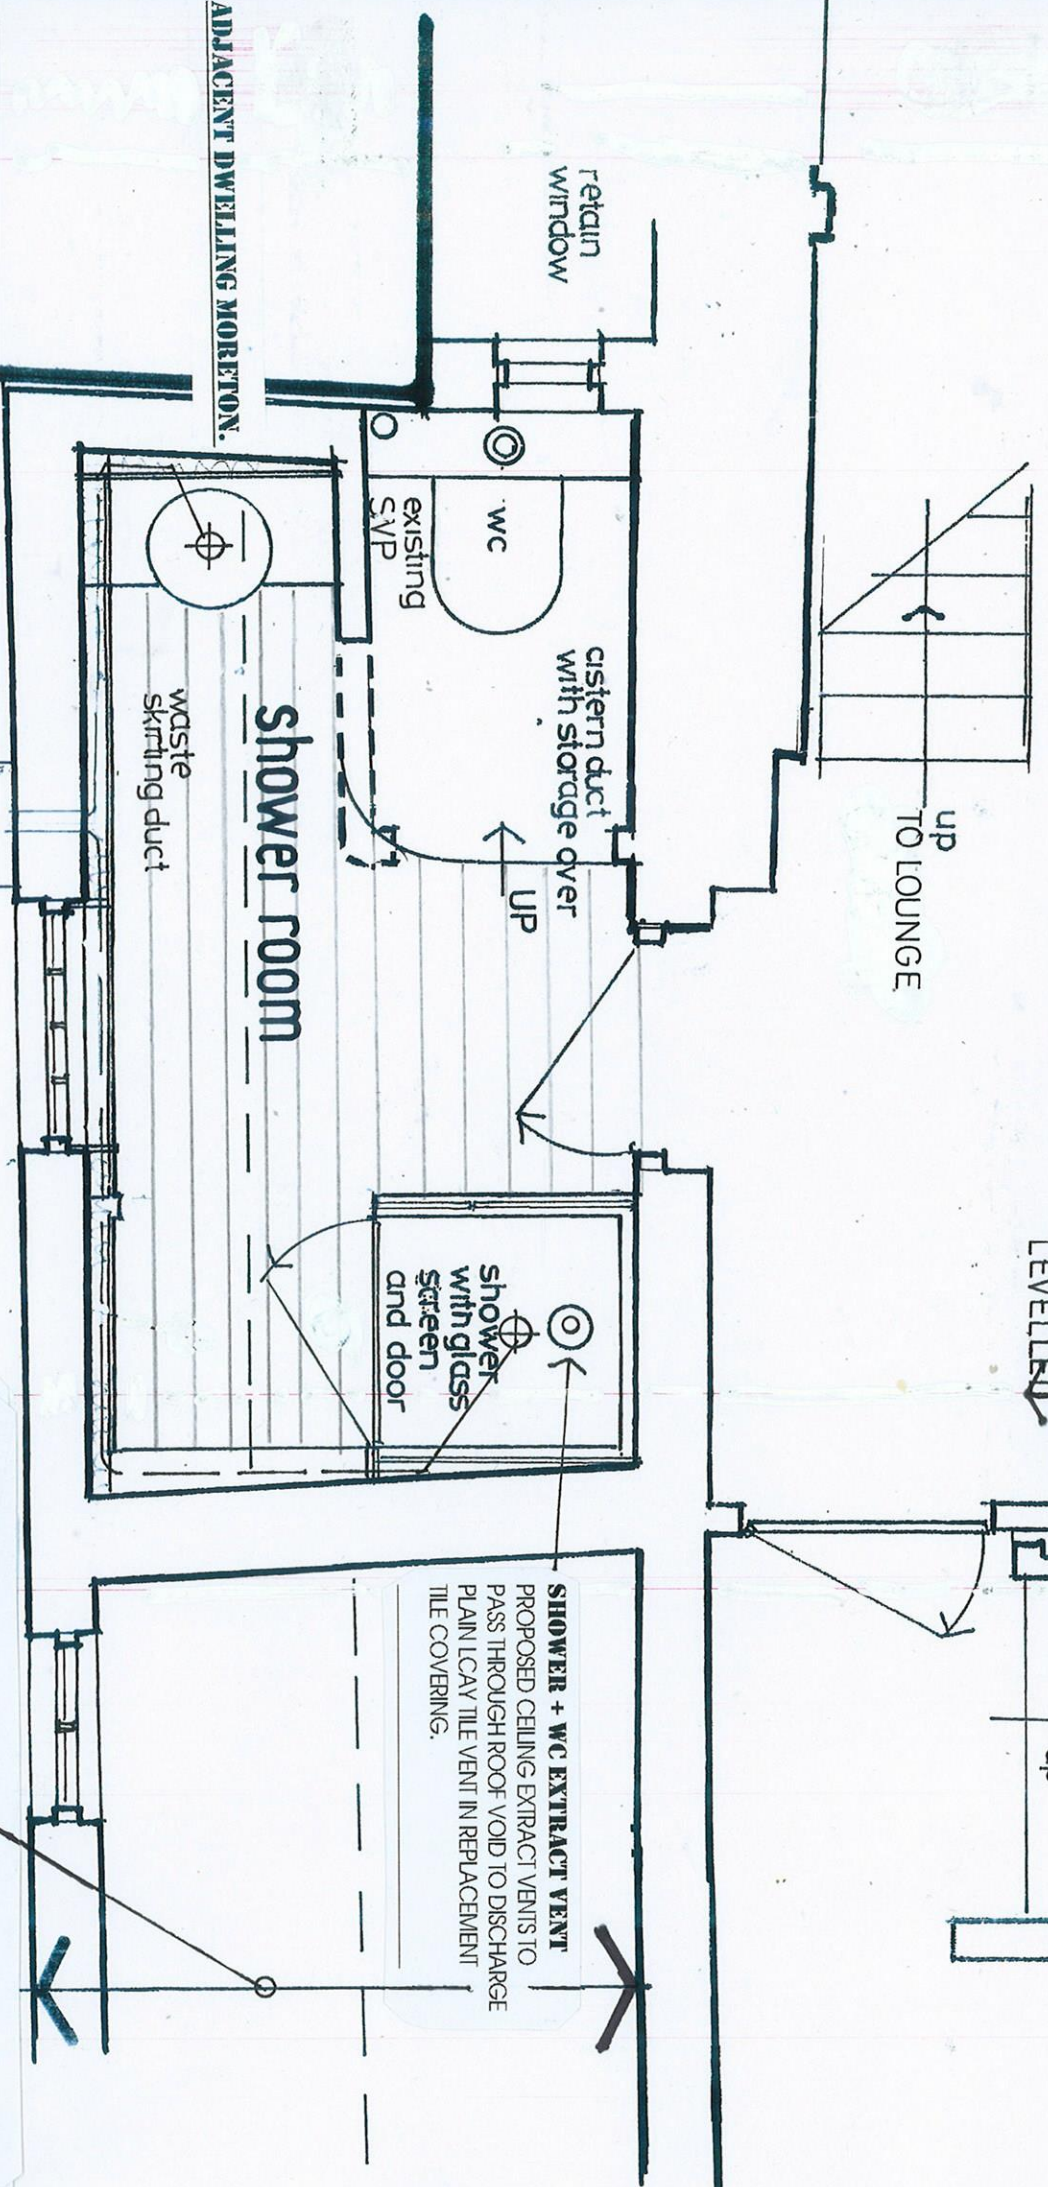 ADJACENT DWELLING MORETON.
retain
window
wc
existing
SVP
cistern duct
with storage over
UP
up
TO LOUNGE
shower room
waste
skirting duct
shower
with glass
screen
and door
LEVELLED
SHOWER + WC EXTRACT VENT
PROPOSED CEILING EXTRACT VENTS TO
PASS THROUGH ROOF VOID TO DISCHARGE
PLAIN LCAY TILE VENT IN REPLACEMENT
TILE COVERING.